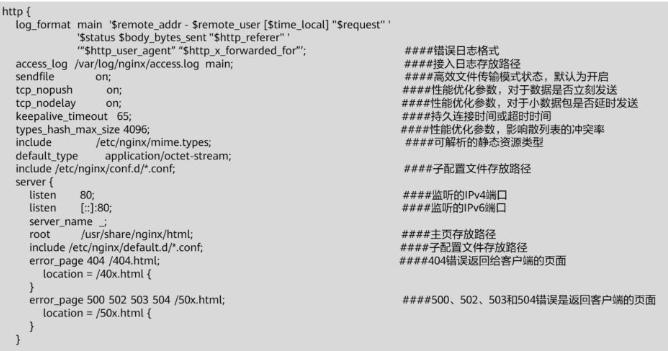 http {
log_format main '$remote_addr - $remote_user [$time_local] "$request" '
'$status $body_bytes_sent "$http_referer" '
'"$http_user_agent" "$http_x_forwarded_for"'; ####错误日志格式
access_log /var/log/nginx/access.log main; ####接入日志存放路径
sendfile on; ####高效文件传输模式状态，默认为开启
tcp_nopush on; ####性能优化参数，对于数据是否立刻发送
tcp_nodelay on; ####性能优化参数，对于小数据包是否延时发送
keepalive_timeout 65; ####持久连接时间或超时时间
types_hash_max_size 4096; ####性能优化参数，影响散列表的冲突率
include /etc/nginx/mime.types; ####可解析的静态资源类型
default_type application/octet-stream;
include /etc/nginx/conf.d/*.conf; ####子配置文件存放路径
server {
listen 80; ####监听的IPv4端口
listen [::]:80; ####监听的IPv6端口
server_name _;
root /usr/share/nginx/html; ####主页存放路径
include /etc/nginx/default.d/*.conf; ####子配置文件存放路径
error_page 404 /404.html; ####404错误返回给客户端的页面
location = /40x.html {
}
error_page 500 502 503 504 /50x.html; ####500、502、503和504错误是返回客户端的页面
location = /50x.html {
}
}